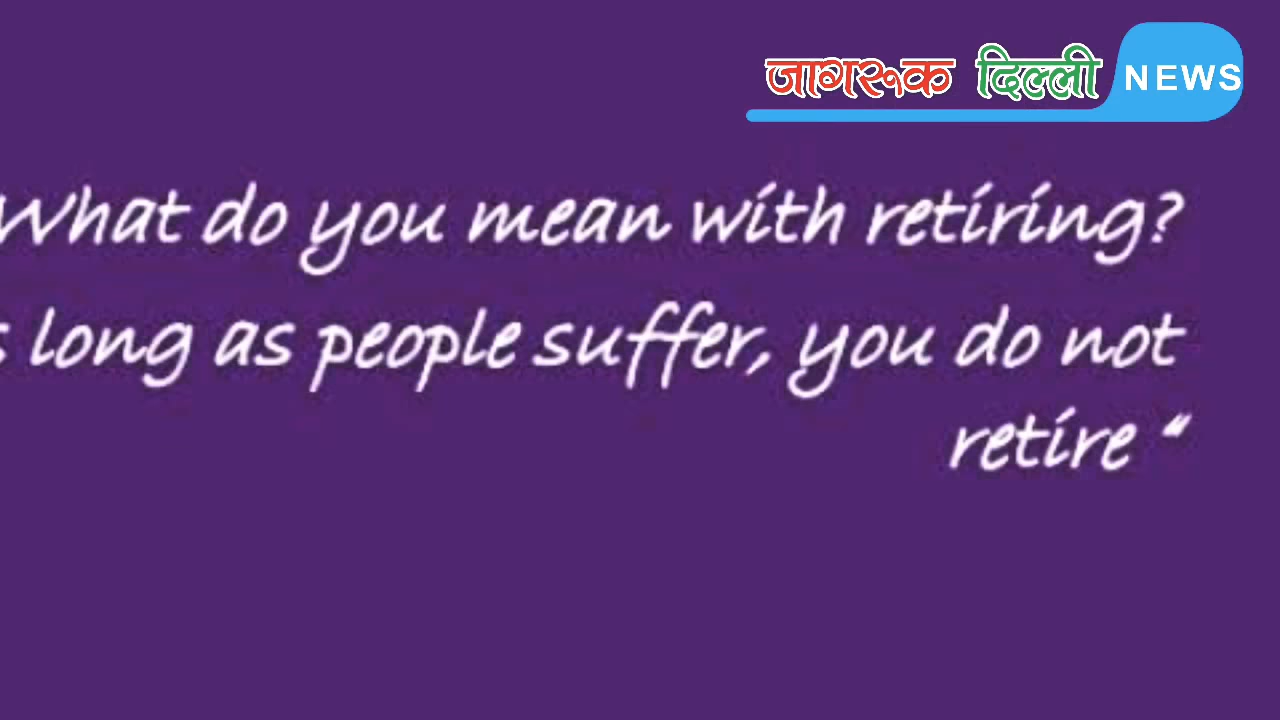 जागरूक दिल्ली NEWS
What do you mean with retiring?
s long as people suffer, you do not
retire “